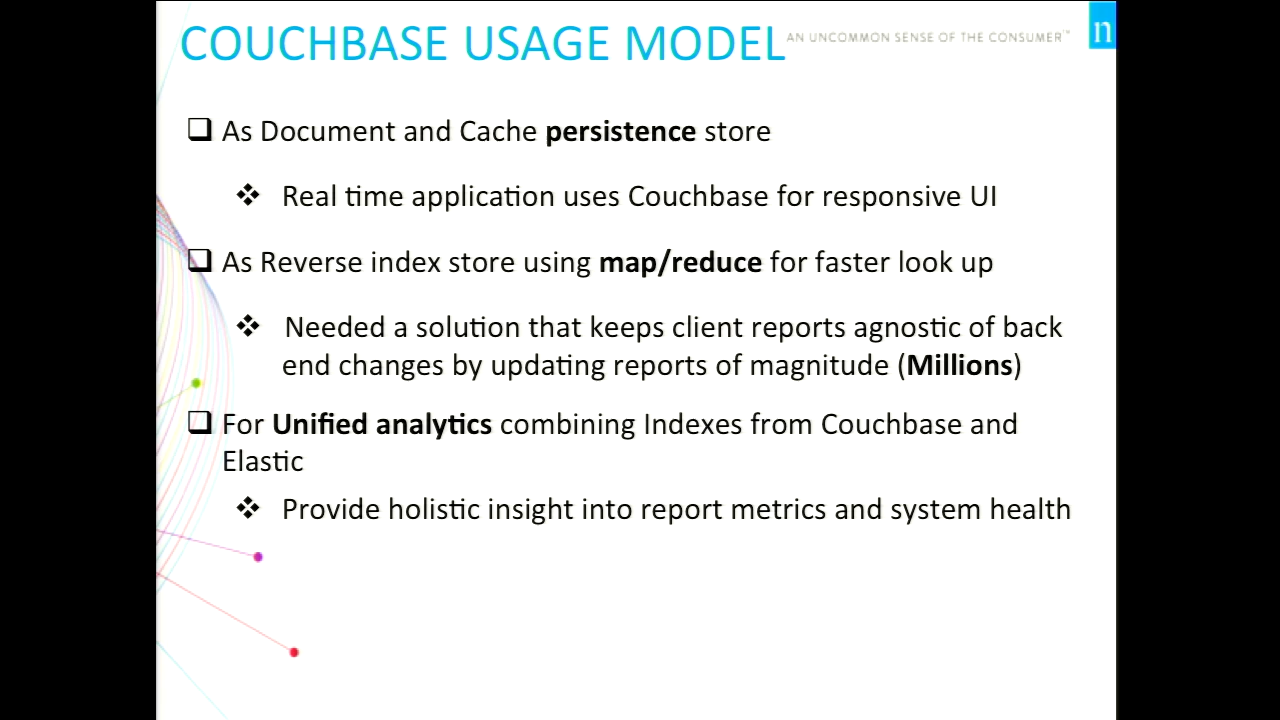 COUCHBASE USAGE MODEL
AN UNCOMMON SENSE OF THE CONSUMER™
n
As Document and Cache persistence store
Real time application uses Couchbase for responsive UI
As Reverse index store using map/reduce for faster look up
Needed a solution that keeps client reports agnostic of back
end changes by updating reports of magnitude (Millions)
For Unified analytics combining Indexes from Couchbase and
Elastic
Provide holistic insight into report metrics and system health